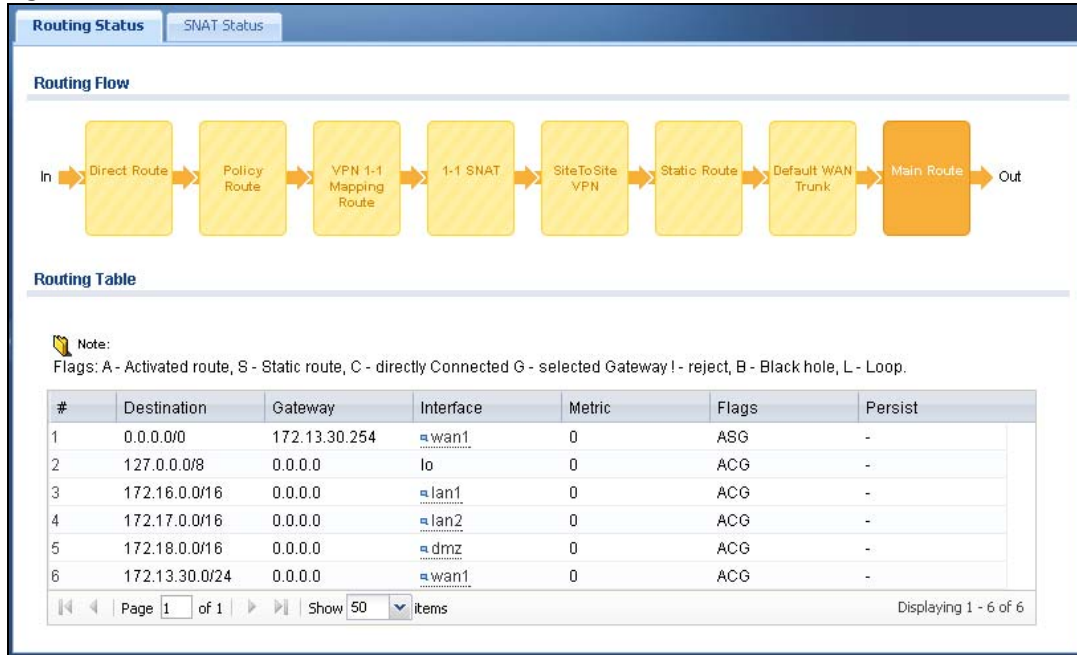 Routing Status SNAT Status
Routing Flow
In Direct Route Policy Route VPN 1-1 Mapping Route 1-1 SNAT SiteToSite VPN Static Route Default WAN Trunk Main Route Out
Routing Table
Note:
Flags: A - Activated route, S - Static route, C - directly Connected G - selected Gateway ! - reject, B - Black hole, L - Loop.
# Destination Gateway Interface Metric Flags Persist
1 0.0.0.0/0 172.13.30.254 wan1 0 ASG -
2 127.0.0.0/8 0.0.0.0 lo 0 ACG -
3 172.16.0.0/16 0.0.0.0 lan1 0 ACG -
4 172.17.0.0/16 0.0.0.0 lan2 0 ACG -
5 172.18.0.0/16 0.0.0.0 dmz 0 ACG -
6 172.13.30.0/24 0.0.0.0 wan1 0 ACG -
Page 1 of 1 Show 50 items Displaying 1 - 6 of 6